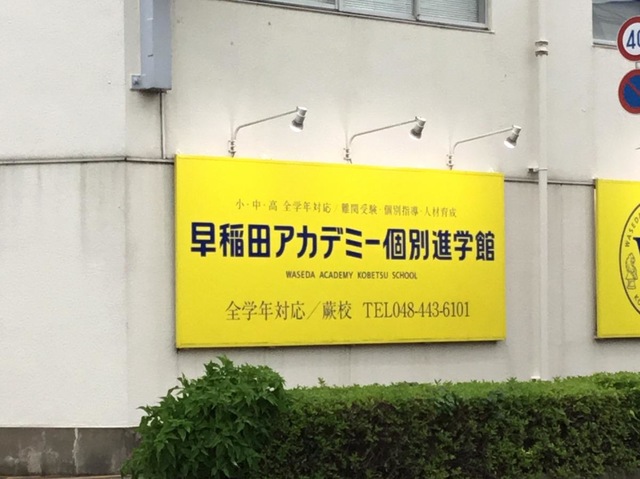 小・中・高 全学年対応／難関受験・個別指導・人材育成
早稲田アカデミー個別進学館
WASEDA ACADEMY KOBETSU SCHOOL
全学年対応／蕨校 TEL048-443-6101
40